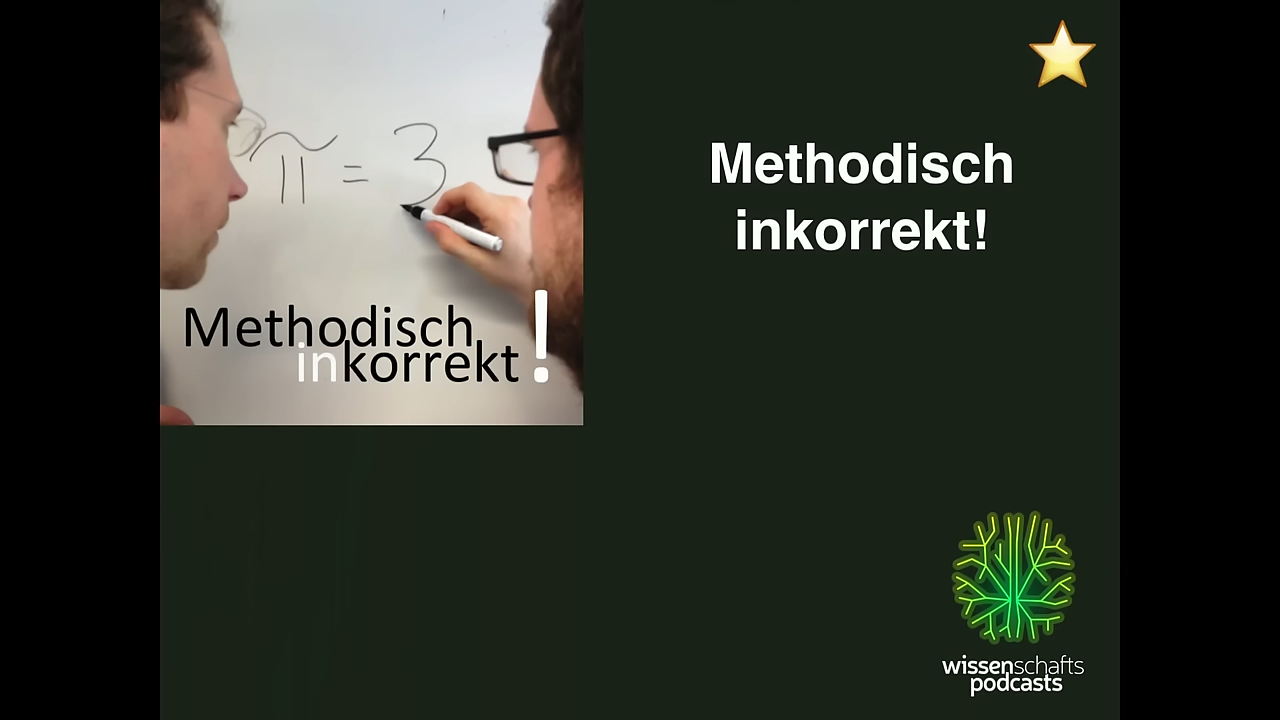 π = 3
Methodisch
inkorrekt!
Methodisch
inkorrekt!
wissenschafts
podcasts